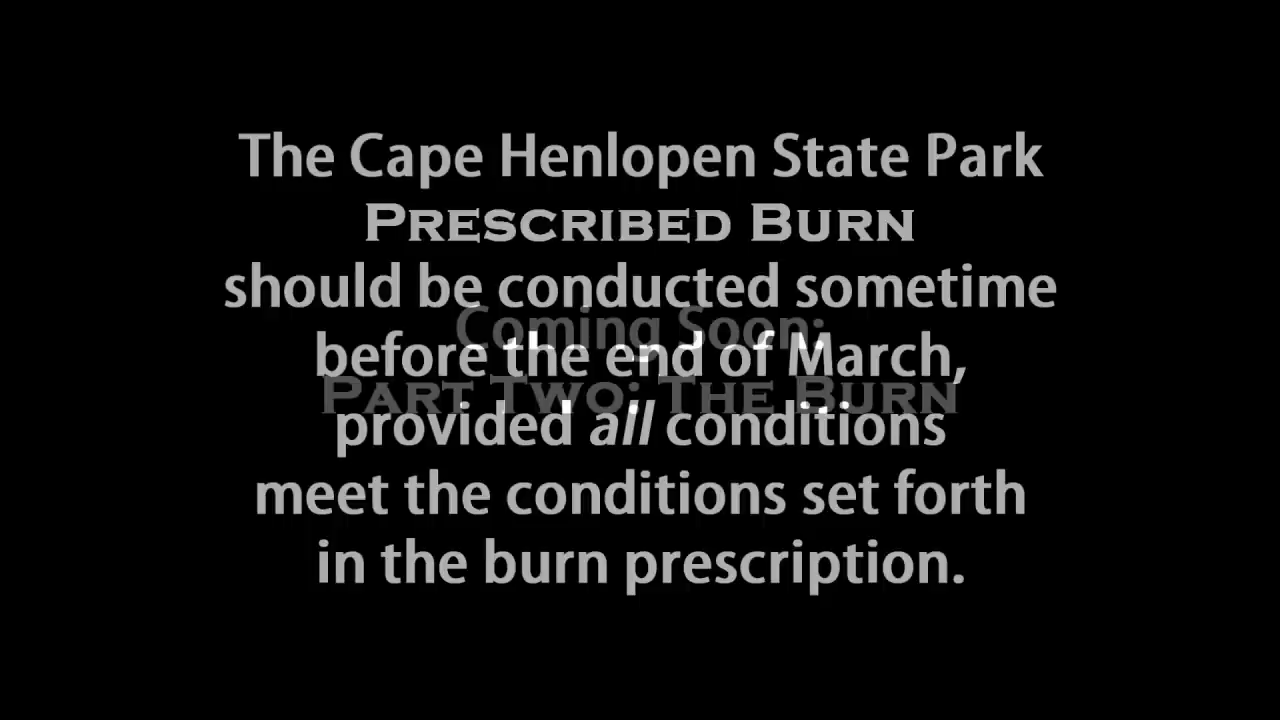 The Cape Henlopen State Park
PRESCRIBED BURN
should be conducted sometime
Coming Soon:
before the end of March,
PART TWO: THE BURN
provided all conditions
meet the conditions set forth
in the burn prescription.